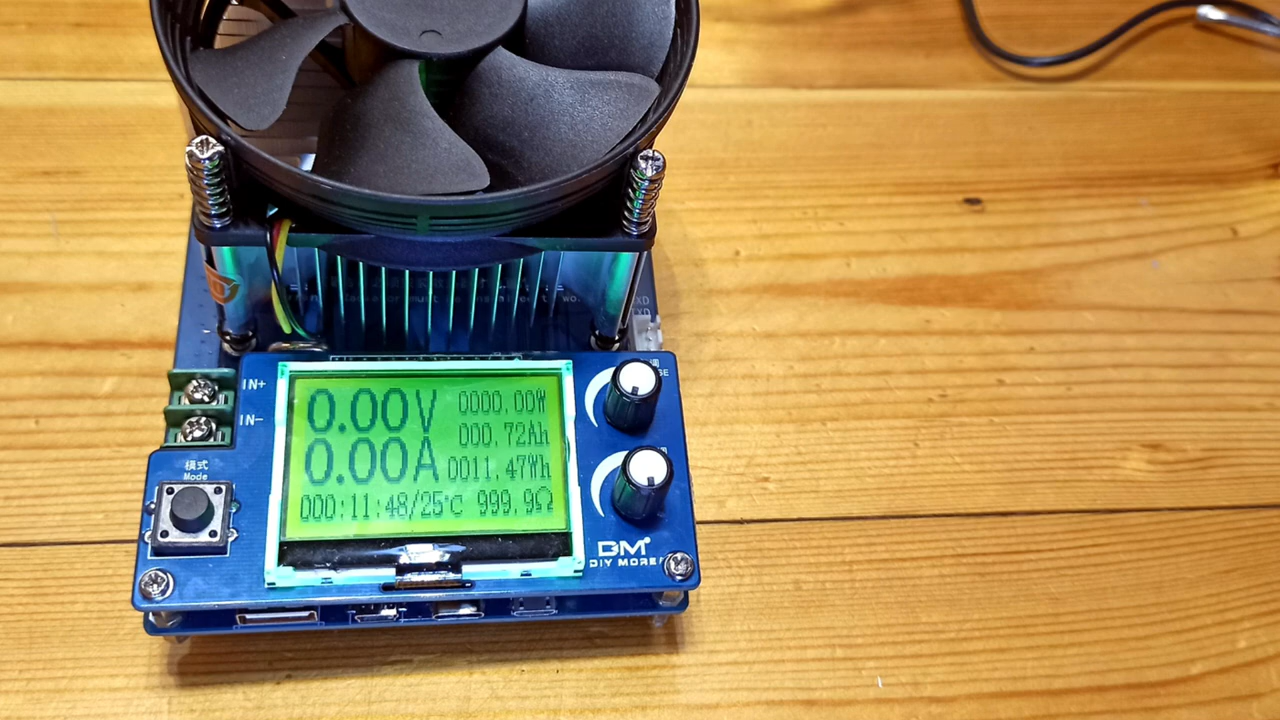 IN+
IN-
模式
Mode
0.00V
0000.00W
000.72Ah
0.00A
0011.47Wh
000:11:48/25℃ 999.9Ω
DM
DIY MORE